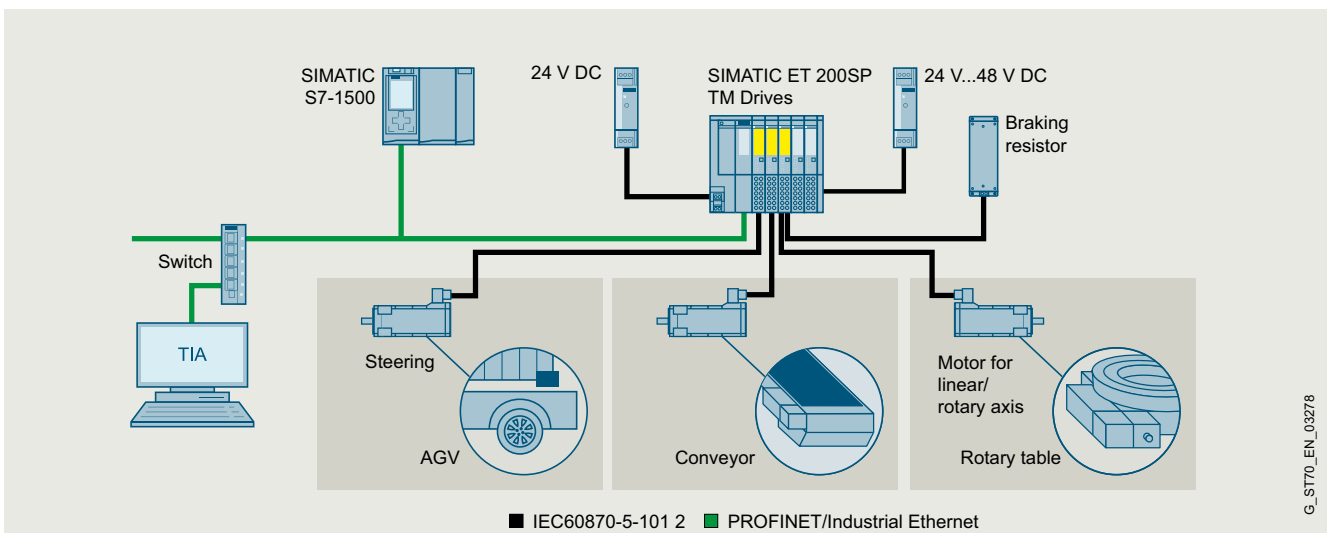 SIMATIC
S7-1500
24 V DC
SIMATIC ET 200SP
TM Drives
24 V...48 V DC
Braking
resistor
Switch
TIA
Steering
AGV
Conveyor
Motor for
linear/
rotary axis
Rotary table
IEC60870-5-101 2
PROFINET/Industrial Ethernet
G_ST70_EN_03278